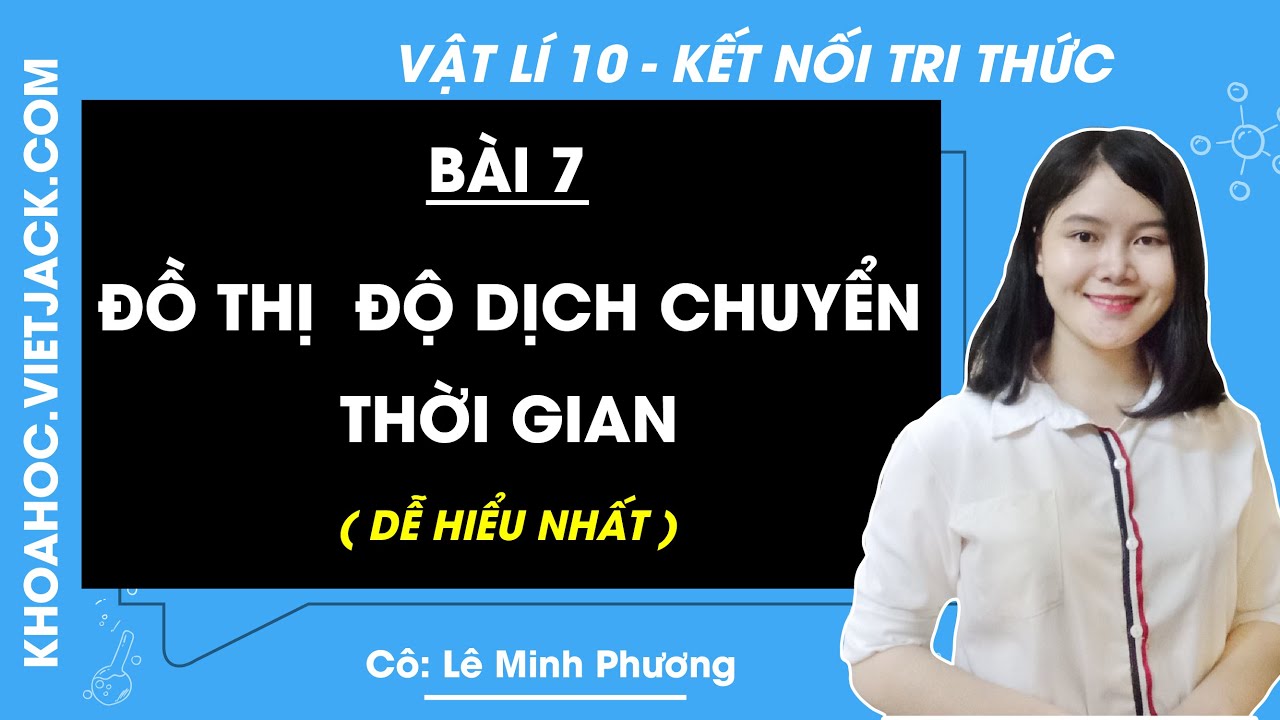 VẬT LÍ 10 - KẾT NỐI TRI THỨC
KHOAHOC.VIETJACK.COM
BÀI 7
ĐỒ THỊ ĐỘ DỊCH CHUYỂN
THỜI GIAN
( DỄ HIỂU NHẤT )
Cô: Lê Minh Phương